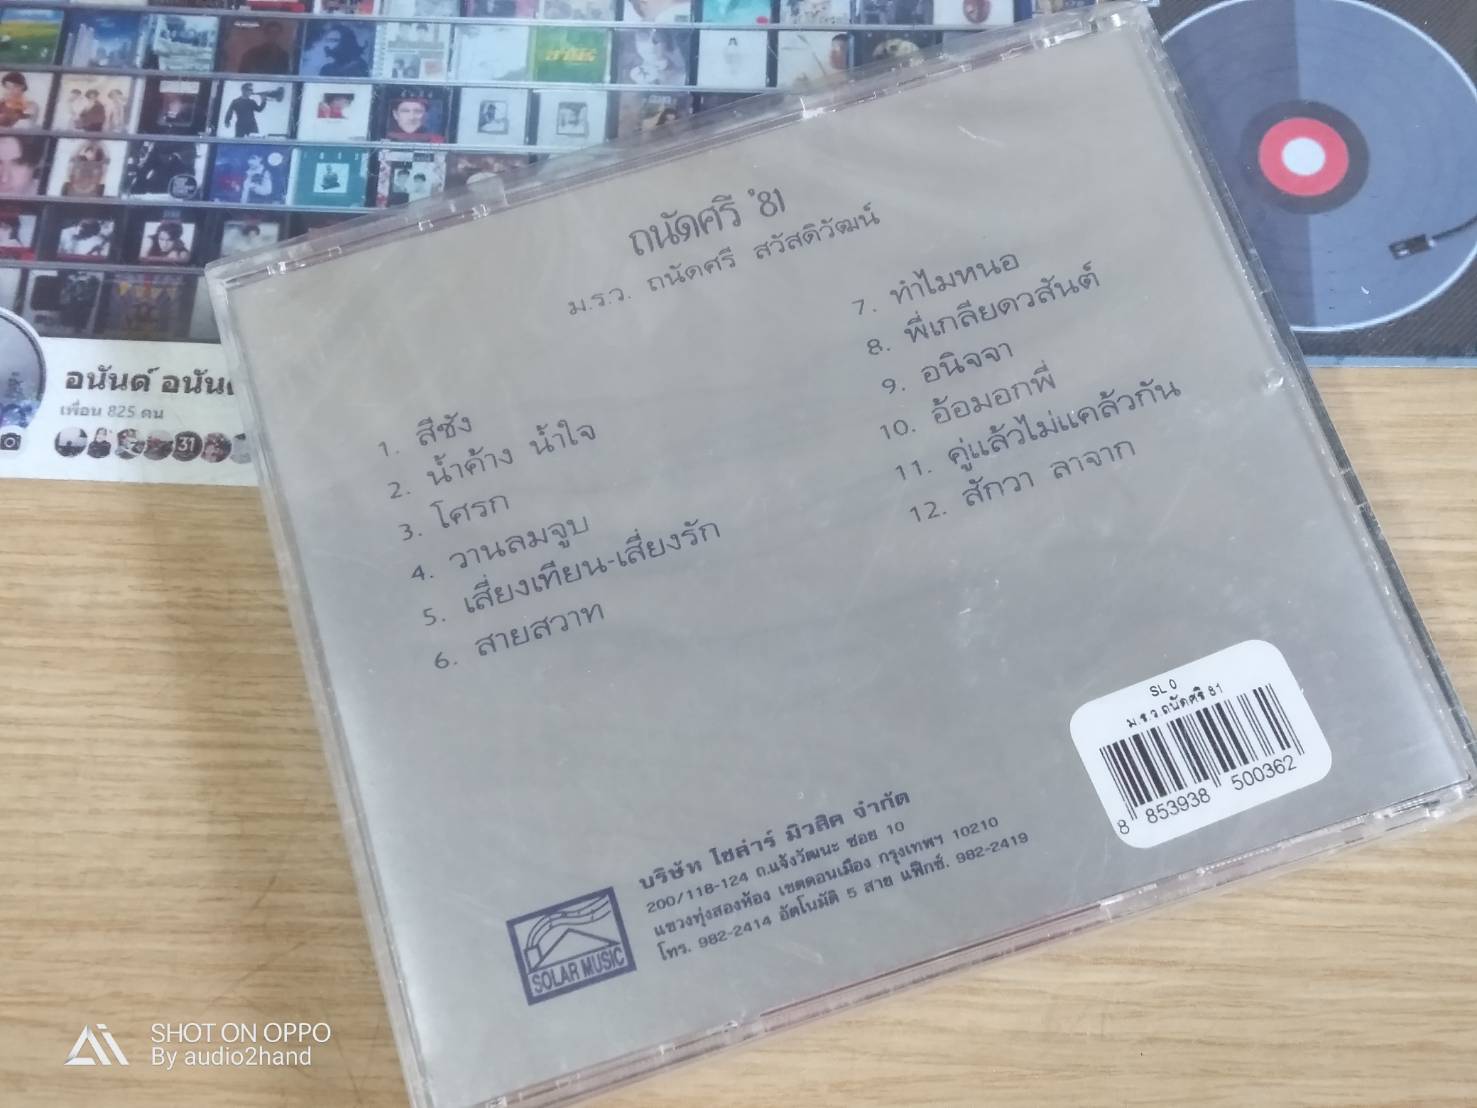 ถนัดศรี '81
ม.ร.ว. ถนัดศรี สวัสดิวัฒน์
1. สีชัง
2. น้ำค้าง น้ำใจ
3. โศรก
4. วานลมจูบ
5. เสี่ยงเทียน-เสี่ยงรัก
6. สายสวาท
7. ทำไมหนอ
8. พี่เกลียดวสันต์
9. อนิจจา
10. อ้อมอกพี่
11. คู่แล้วไม่แคล้วกัน
12. สักวา ลาจาก
SL 0
ม.ร.ว ถนัดศรี 81
8 853938 500362
บริษัท โซล่าร์ มิวสิค จำกัด
200/118-124 ถ.แจ้งวัฒนะ ซอย 10
แขวงทุ่งสองห้อง เขตดอนเมือง กรุงเทพฯ 10210
โทร. 982-2414 อัตโนมัติ 5 สาย แฟ็กซ์. 982-2419
SOLAR MUSIC
อนันต์ อนัน
เพื่อน 825 คน
31
SHOT ON OPPO
By audio2hand